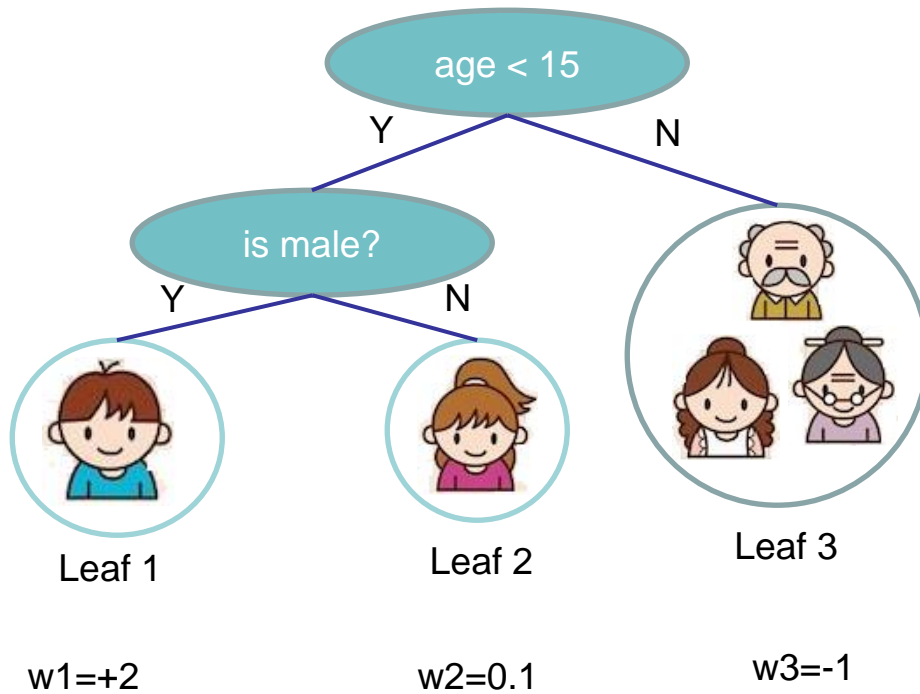 age < 15
Y
N
is male?
Y
N
Leaf 1
Leaf 2
Leaf 3
w1=+2
w2=0.1
w3=-1